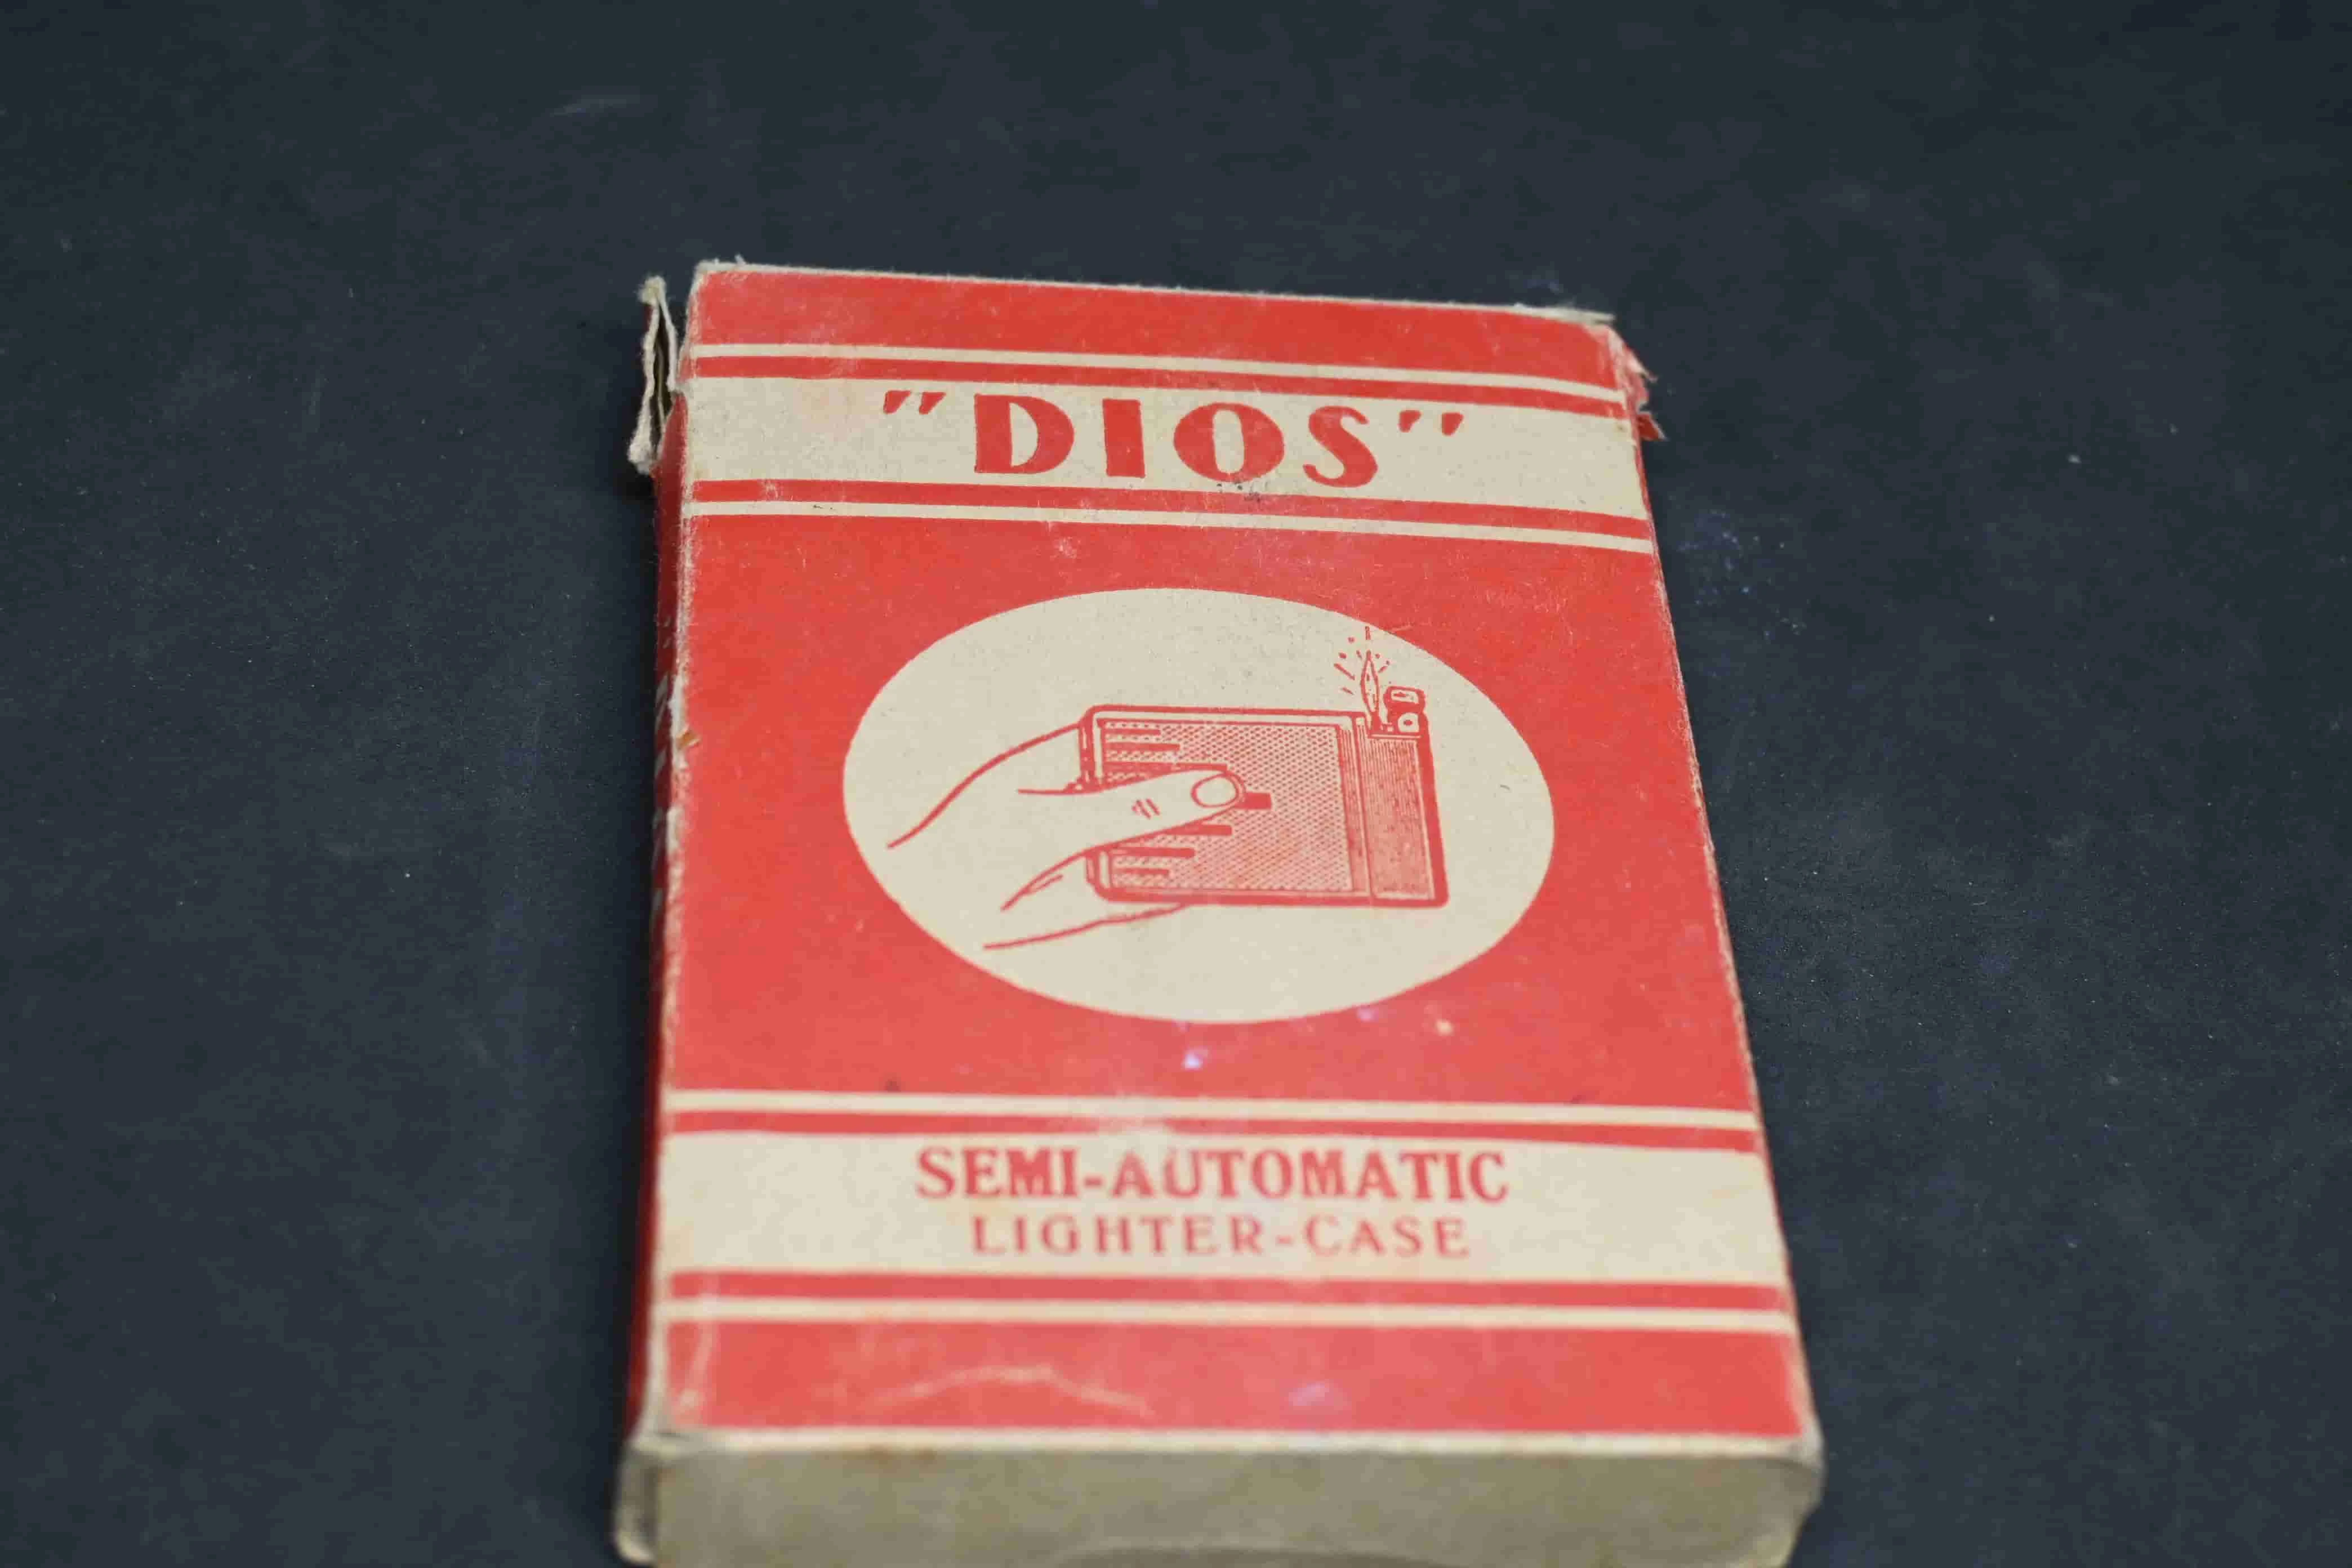 "DIOS"
SEMI-AUTOMATIC
LIGHTER-CASE